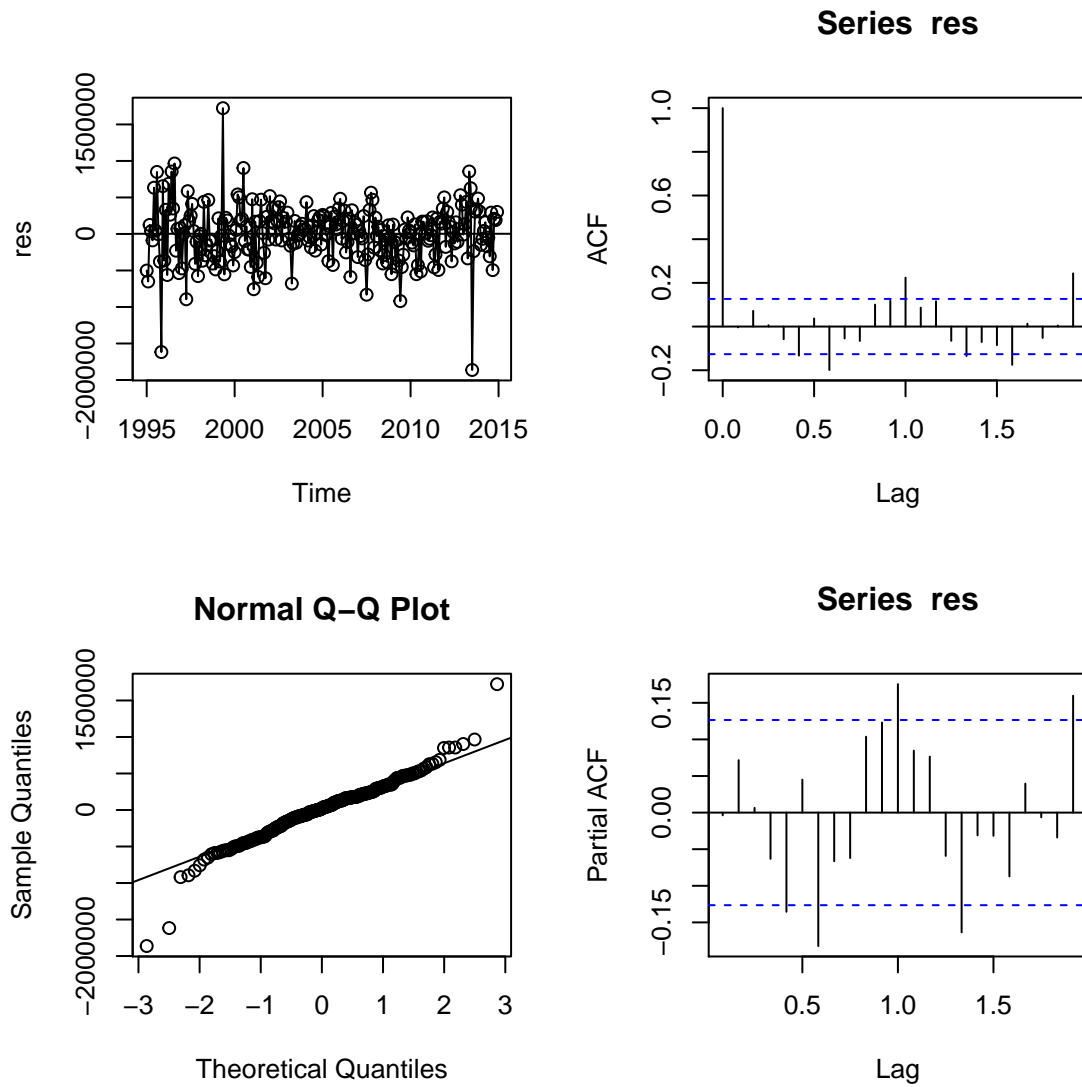 Series  res
res
1500000
0
−2000000
1995 2000 2005 2010 2015
Time
ACF
1.0
0.6
0.2
−0.2
0.0 0.5 1.0 1.5
Lag
Normal Q−Q Plot
Sample Quantiles
1500000
0
−2000000
−3 −2 −1 0 1 2 3
Theoretical Quantiles
Series  res
Partial ACF
0.15
0.00
−0.15
0.5 1.0 1.5
Lag